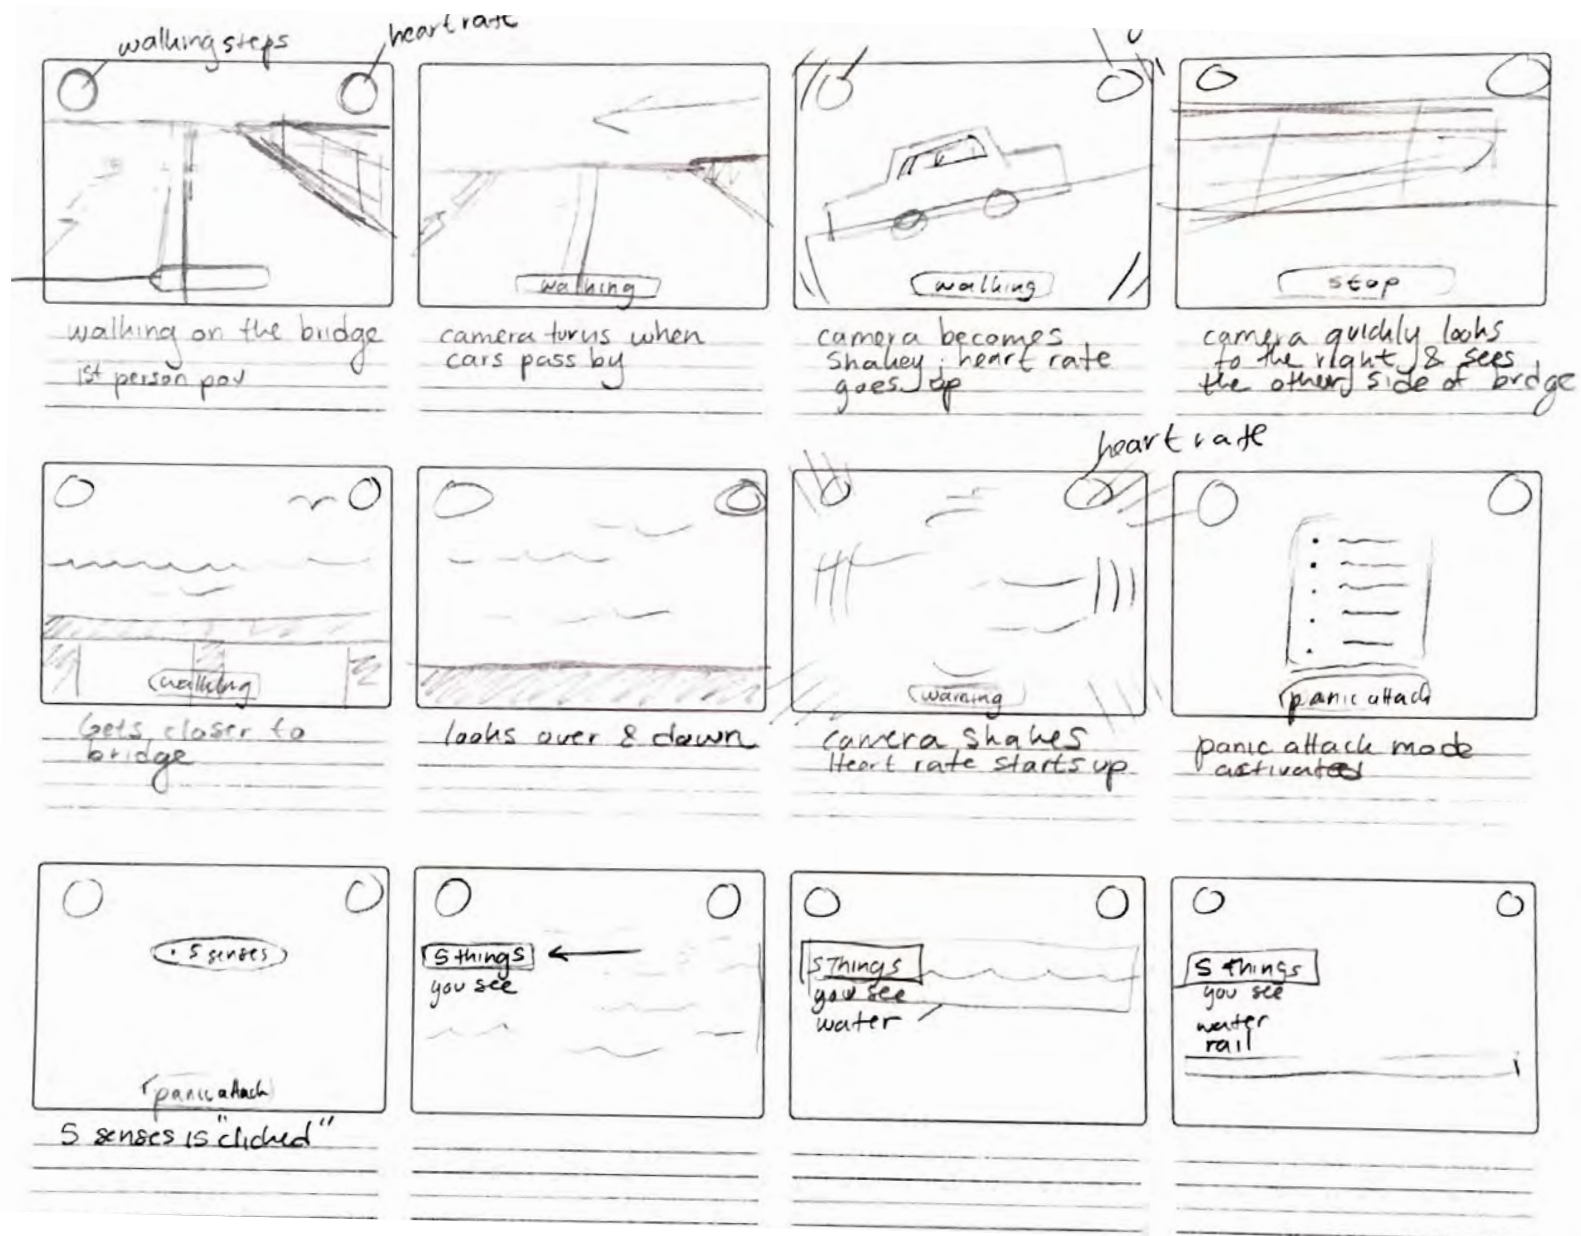 walking steps
heart rate
walking
walking
stop
walking on the bridge
1st person pov
camera turns when
cars pass by
camera becomes
shakey; heart rate
goes up
camera quickly looks
to the right & sees
the other side of bridge
heart rate
walking
warning
panic attack
Gets closer to
bridge
looks over & down
camera shakes
Heart rate starts up
panic attack mode
activated
• 5 senses
panic attack
5 senses is "clicked"
5 things
you see
5 Things
you see
water
5 things
you see
water
rail